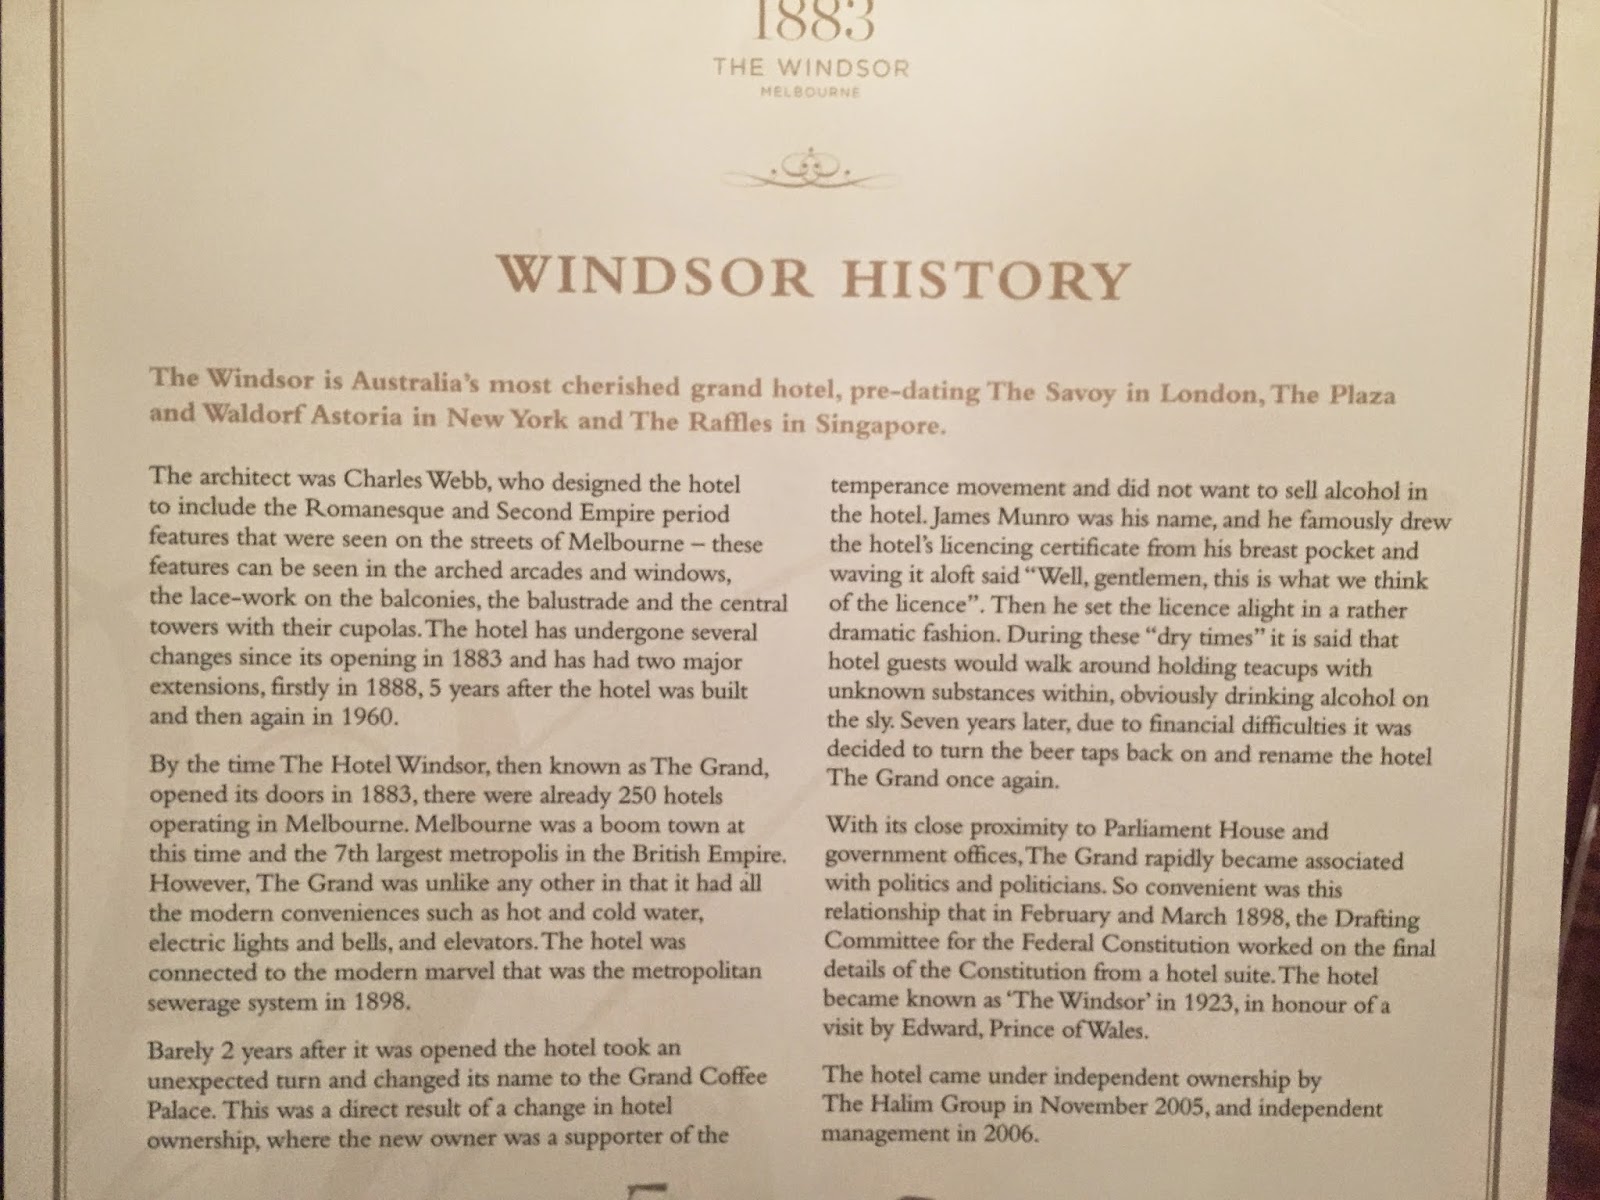 1883
THE WINDSOR
MELBOURNE
WINDSOR HISTORY
The Windsor is Australia's most cherished grand hotel, pre-dating The Savoy in London, The Plaza
and Waldorf Astoria in New York and The Raffles in Singapore.
The architect was Charles Webb, who designed the hotel
to include the Romanesque and Second Empire period
features that were seen on the streets of Melbourne – these
features can be seen in the arched arcades and windows,
the lace-work on the balconies, the balustrade and the central
towers with their cupolas. The hotel has undergone several
changes since its opening in 1883 and has had two major
extensions, firstly in 1888, 5 years after the hotel was built
and then again in 1960.
By the time The Hotel Windsor, then known as The Grand,
opened its doors in 1883, there were already 250 hotels
operating in Melbourne. Melbourne was a boom town at
this time and the 7th largest metropolis in the British Empire.
However, The Grand was unlike any other in that it had all
the modern conveniences such as hot and cold water,
electric lights and bells, and elevators. The hotel was
connected to the modern marvel that was the metropolitan
sewerage system in 1898.
Barely 2 years after it was opened the hotel took an
unexpected turn and changed its name to the Grand Coffee
Palace. This was a direct result of a change in hotel
ownership, where the new owner was a supporter of the
temperance movement and did not want to sell alcohol in
the hotel. James Munro was his name, and he famously drew
the hotel's licencing certificate from his breast pocket and
waving it aloft said “Well, gentlemen, this is what we think
of the licence”. Then he set the licence alight in a rather
dramatic fashion. During these “dry times” it is said that
hotel guests would walk around holding teacups with
unknown substances within, obviously drinking alcohol on
the sly. Seven years later, due to financial difficulties it was
decided to turn the beer taps back on and rename the hotel
The Grand once again.
With its close proximity to Parliament House and
government offices, The Grand rapidly became associated
with politics and politicians. So convenient was this
relationship that in February and March 1898, the Drafting
Committee for the Federal Constitution worked on the final
details of the Constitution from a hotel suite. The hotel
became known as ‘The Windsor’ in 1923, in honour of a
visit by Edward, Prince of Wales.
The hotel came under independent ownership by
The Halim Group in November 2005, and independent
management in 2006.